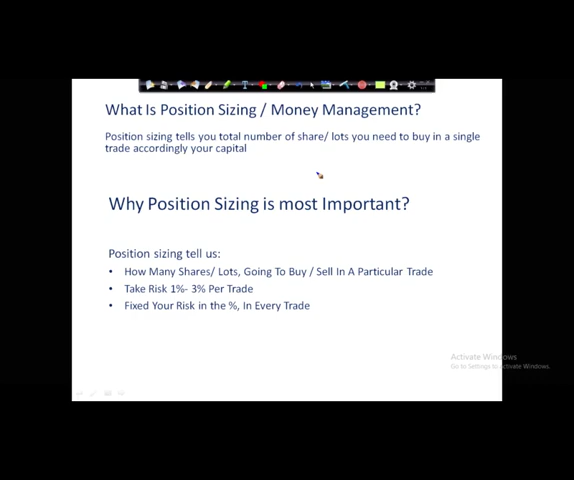 What Is Position Sizing / Money Management?
Position sizing tells you total number of share/ lots you need to buy in a single
trade accordingly your capital
Why Position Sizing is most Important?
Position sizing tell us:
• How Many Shares/ Lots, Going To Buy / Sell In A Particular Trade
• Take Risk 1%- 3% Per Trade
• Fixed Your Risk in the %, In Every Trade
Activate Windows
Go to Settings to activate Windows.